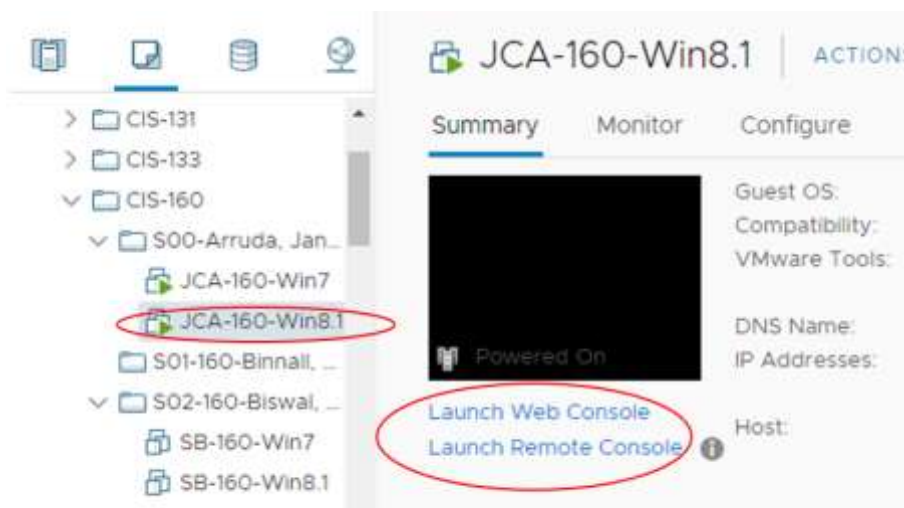 CIS-131
CIS-133
CIS-160
S00-Arruda, Jan...
JCA-160-Win7
JCA-160-Win8.1
S01-160-Binnall, ...
S02-160-Biswal, ...
SB-160-Win7
SB-160-Win8.1
JCA-160-Win8.1
ACTIONS
Summary Monitor Configure
Powered On
Launch Web Console
Launch Remote Console
Guest OS:
Compatibility:
VMware Tools:
DNS Name:
IP Addresses:
Host: